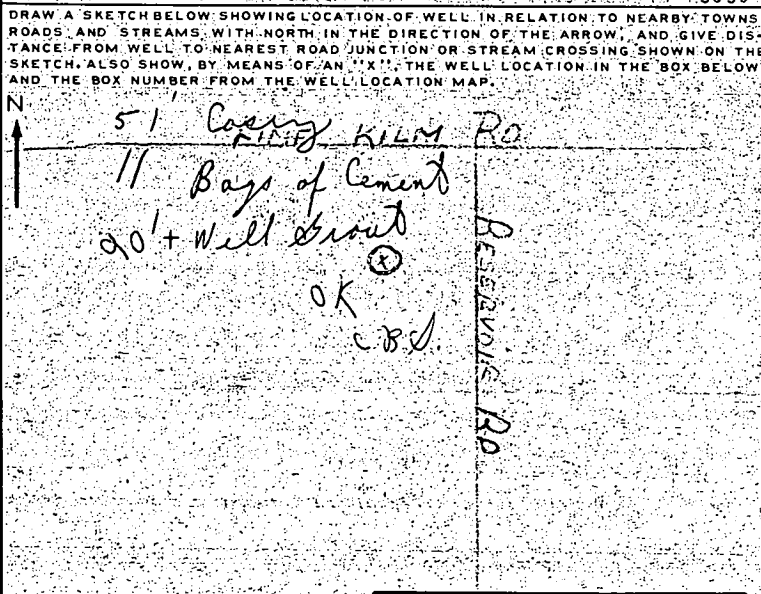 DRAW A SKETCH BELOW SHOWING LOCATION OF WELL IN RELATION TO NEARBY TOWNS
ROADS AND STREAMS WITH NORTH IN THE DIRECTION OF THE ARROW, AND GIVE DIS-
TANCE FROM WELL TO NEAREST ROAD JUNCTION OR STREAM CROSSING SHOWN ON THE
SKETCH. ALSO SHOW, BY MEANS OF AN "X", THE WELL LOCATION IN THE BOX BELOW
AND THE BOX NUMBER FROM THE WELL LOCATION MAP.
N
51' Casing
KILN RD
11 Bags of Cement
20'+ Well Grout
X
OK
C.B.S.
RESERVOIR RD